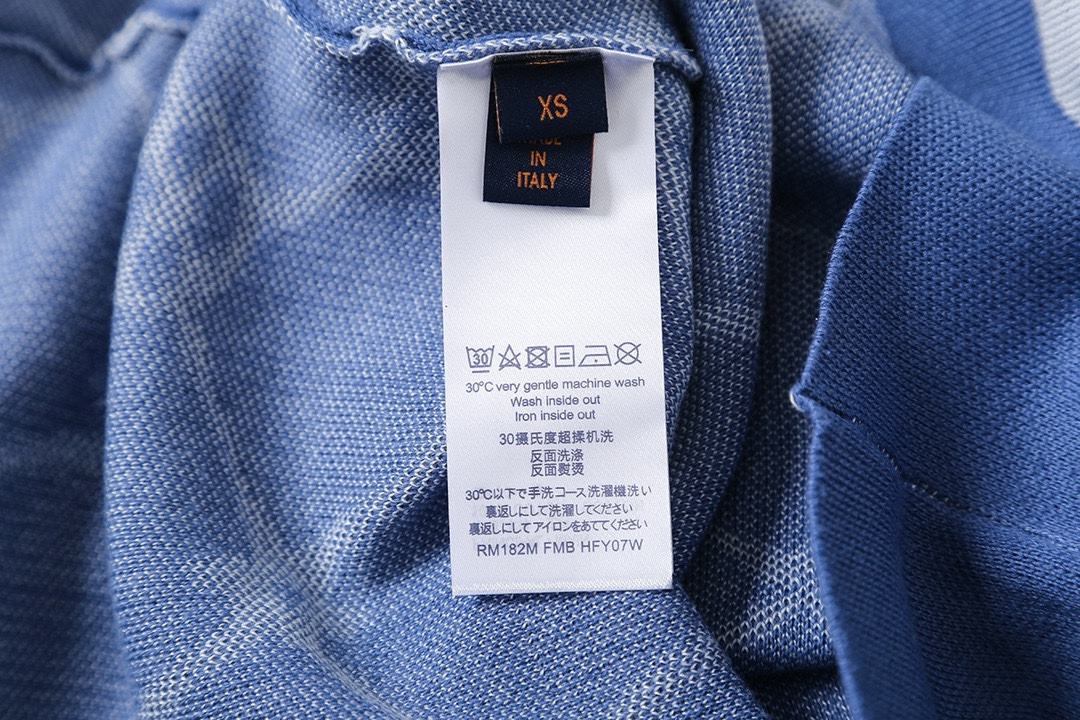 XS
MADE
IN
ITALY
30
30°C very gentle machine wash
Wash inside out
Iron inside out
30摄氏度超揉机洗
反面洗涤
反面熨烫
30℃以下で手洗コース洗濯機洗い
裏返しにして洗濯してください
裏返しにしてアイロンをあててください
RM182M FMB HFY07W